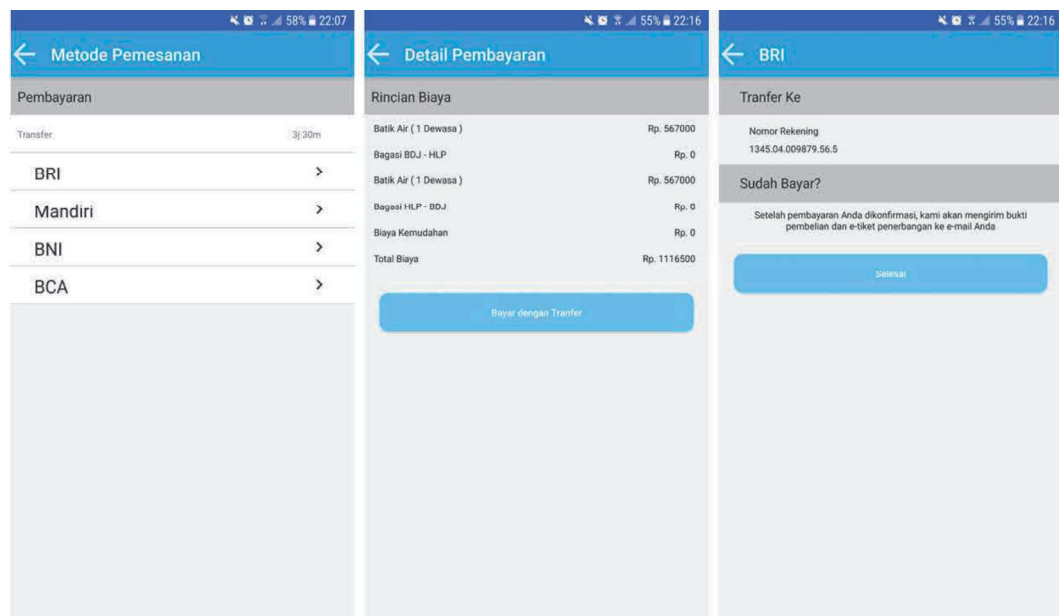 58% 22:07
Metode Pemesanan
Pembayaran
Transfer 3j 30m
BRI
Mandiri
BNI
BCA
55% 22:16
Detail Pembayaran
Rincian Biaya
Batik Air ( 1 Dewasa ) Rp. 567000
Bagasi BDJ - HLP Rp. 0
Batik Air ( 1 Dewasa ) Rp. 567000
Bagasi HLP - BDJ Rp. 0
Biaya Kemudahan Rp. 0
Total Biaya Rp. 1116500
Bayar dengan Tranfer
55% 22:16
BRI
Tranfer Ke
Nomor Rekening
1345.04.009879.56.5
Sudah Bayar?
Setelah pembayaran Anda dikonfirmasi, kami akan mengirim bukti
pembelian dan e-tiket penerbangan ke e-mail Anda
Selesai